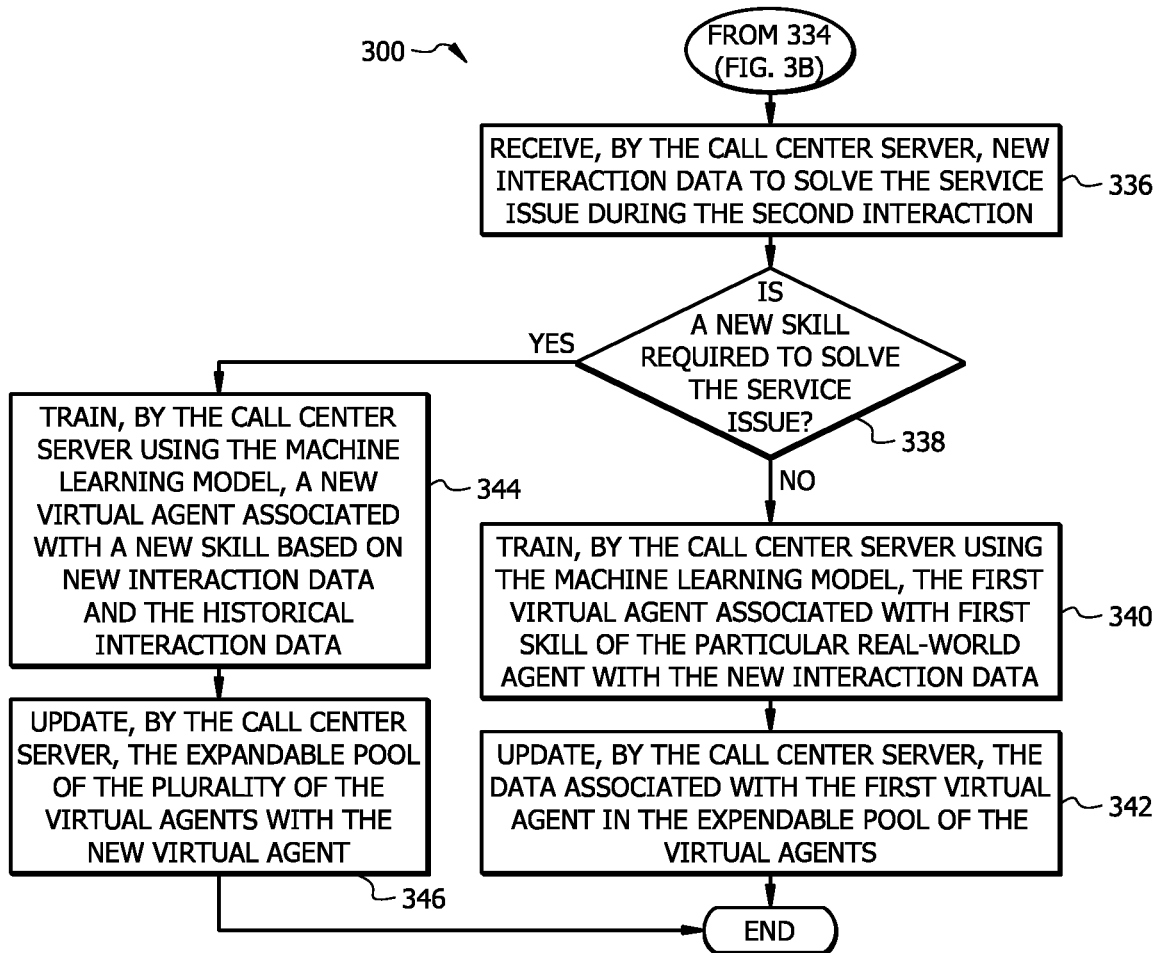 300
FROM 334
(FIG. 3B)
RECEIVE, BY THE CALL CENTER SERVER, NEW
INTERACTION DATA TO SOLVE THE SERVICE
ISSUE DURING THE SECOND INTERACTION
336
IS
A NEW SKILL
REQUIRED TO SOLVE
THE SERVICE
ISSUE?
338
YES
NO
TRAIN, BY THE CALL CENTER
SERVER USING THE MACHINE
LEARNING MODEL, A NEW
VIRTUAL AGENT ASSOCIATED
WITH A NEW SKILL BASED ON
NEW INTERACTION DATA
AND THE HISTORICAL
INTERACTION DATA
344
TRAIN, BY THE CALL CENTER SERVER USING
THE MACHINE LEARNING MODEL, THE FIRST
VIRTUAL AGENT ASSOCIATED WITH FIRST
SKILL OF THE PARTICULAR REAL-WORLD
AGENT WITH THE NEW INTERACTION DATA
340
UPDATE, BY THE CALL CENTER
SERVER, THE EXPANDABLE POOL
OF THE PLURALITY OF THE
VIRTUAL AGENTS WITH THE
NEW VIRTUAL AGENT
346
UPDATE, BY THE CALL CENTER SERVER, THE
DATA ASSOCIATED WITH THE FIRST VIRTUAL
AGENT IN THE EXPENDABLE POOL OF THE
VIRTUAL AGENTS
342
END